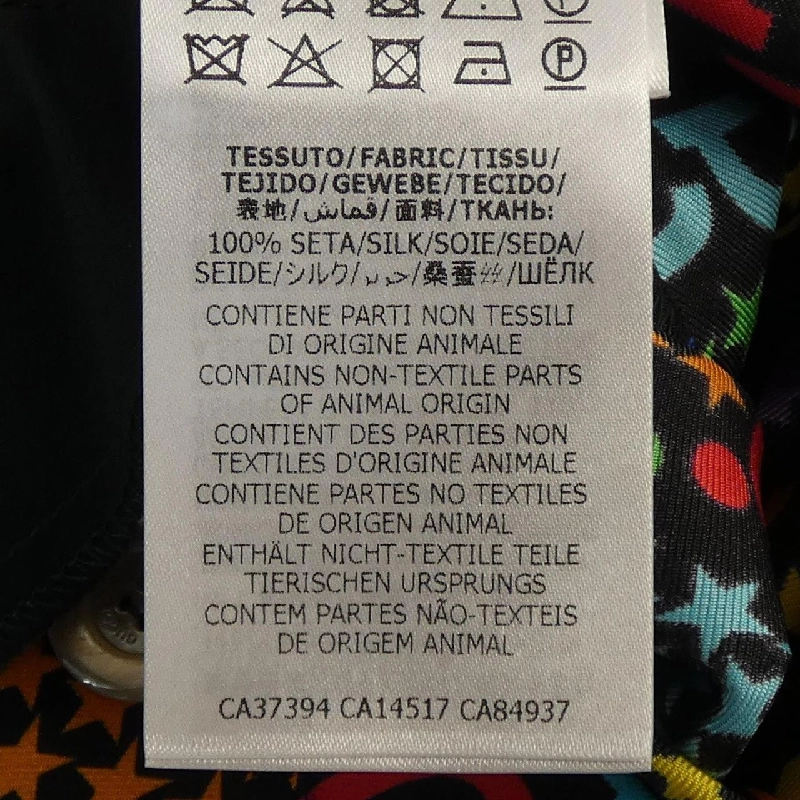 P
TESSUTO/FABRIC/TISSU/
TEJIDO/GEWEBE/TECIDO/
表地/قماش/面料/ТКАНЬ:
100% SETA/SILK/SOIE/SEDA/
SEIDE/シルク/حرير/桑蚕丝/ШЁЛК
CONTIENE PARTI NON TESSILI
DI ORIGINE ANIMALE
CONTAINS NON-TEXTILE PARTS
OF ANIMAL ORIGIN
CONTIENT DES PARTIES NON
TEXTILES D'ORIGINE ANIMALE
CONTIENE PARTES NO TEXTILES
DE ORIGEN ANIMAL
ENTHÄLT NICHT-TEXTILE TEILE
TIERISCHEN URSPRUNGS
CONTEM PARTES NÃO-TEXTEIS
DE ORIGEM ANIMAL
CA37394 CA14517 CA84937